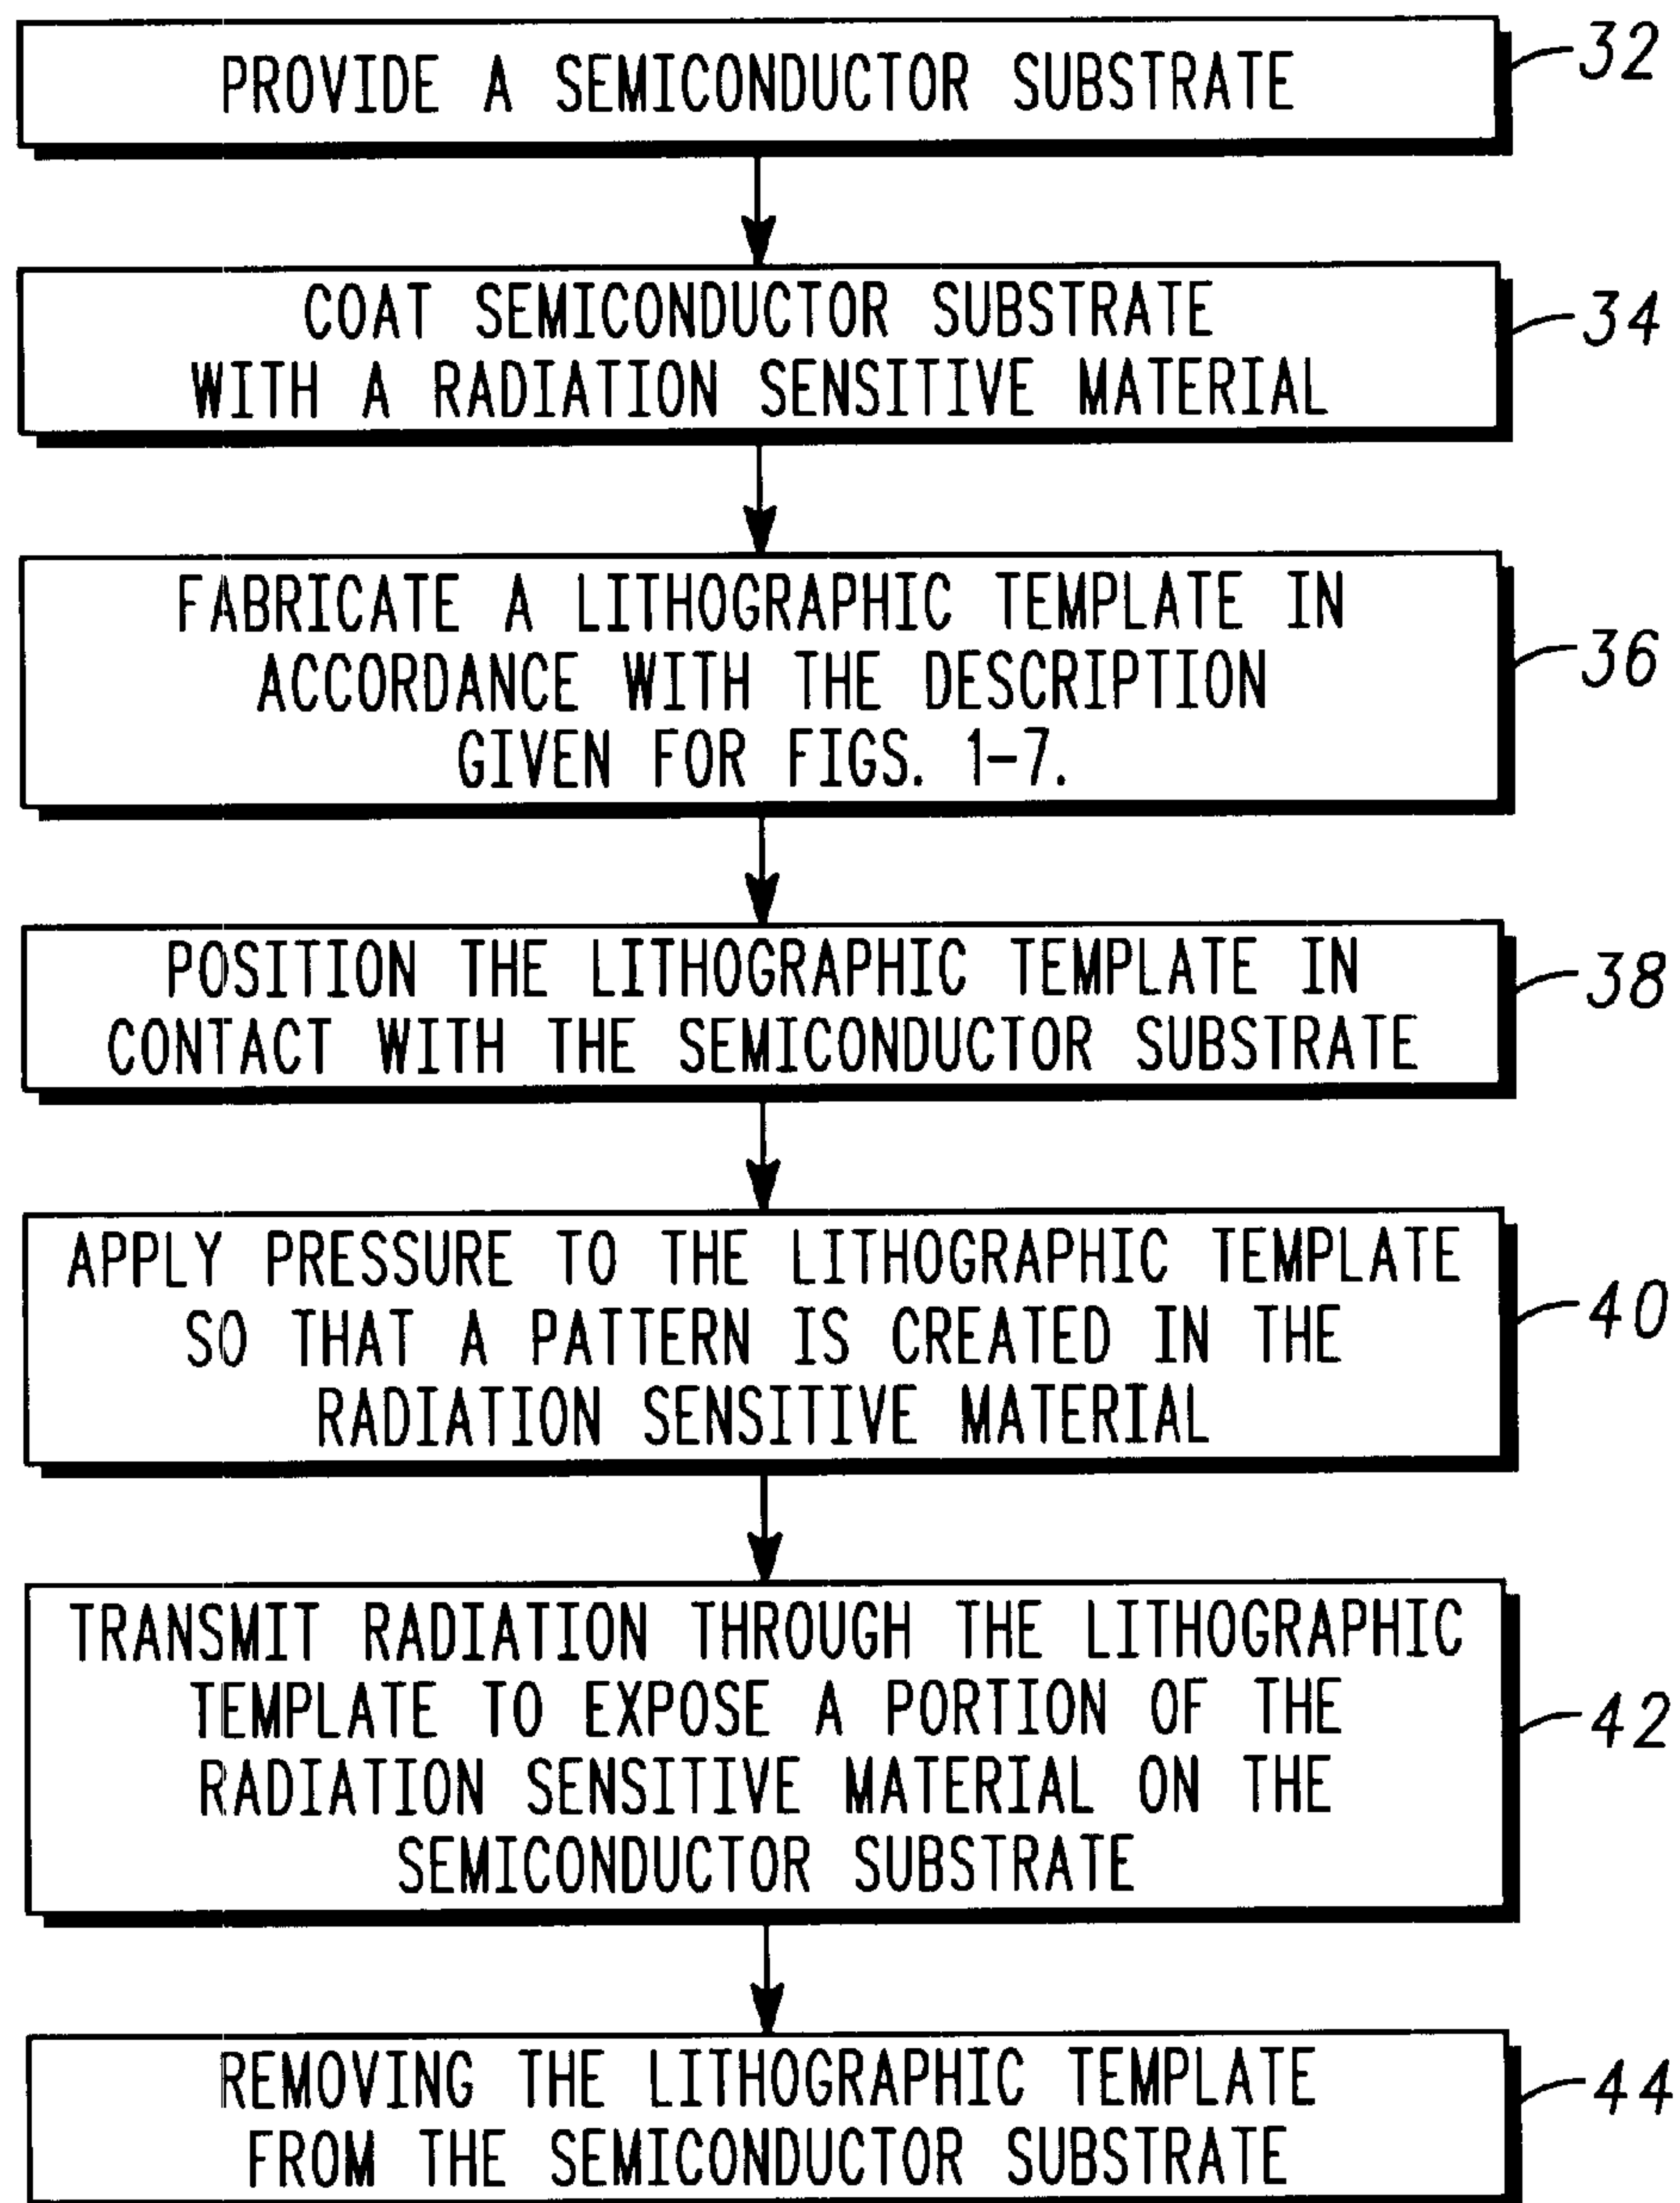 PROVIDE A SEMICONDUCTOR SUBSTRATE
32
COAT SEMICONDUCTOR SUBSTRATE
WITH A RADIATION SENSITIVE MATERIAL
34
FABRICATE A LITHOGRAPHIC TEMPLATE IN
ACCORDANCE WITH THE DESCRIPTION
GIVEN FOR FIGS. 1-7.
36
POSITION THE LITHOGRAPHIC TEMPLATE IN
CONTACT WITH THE SEMICONDUCTOR SUBSTRATE
38
APPLY PRESSURE TO THE LITHOGRAPHIC TEMPLATE
SO THAT A PATTERN IS CREATED IN THE
RADIATION SENSITIVE MATERIAL
40
TRANSMIT RADIATION THROUGH THE LITHOGRAPHIC
TEMPLATE TO EXPOSE A PORTION OF THE
RADIATION SENSITIVE MATERIAL ON THE
SEMICONDUCTOR SUBSTRATE
42
REMOVING THE LITHOGRAPHIC TEMPLATE
FROM THE SEMICONDUCTOR SUBSTRATE
44